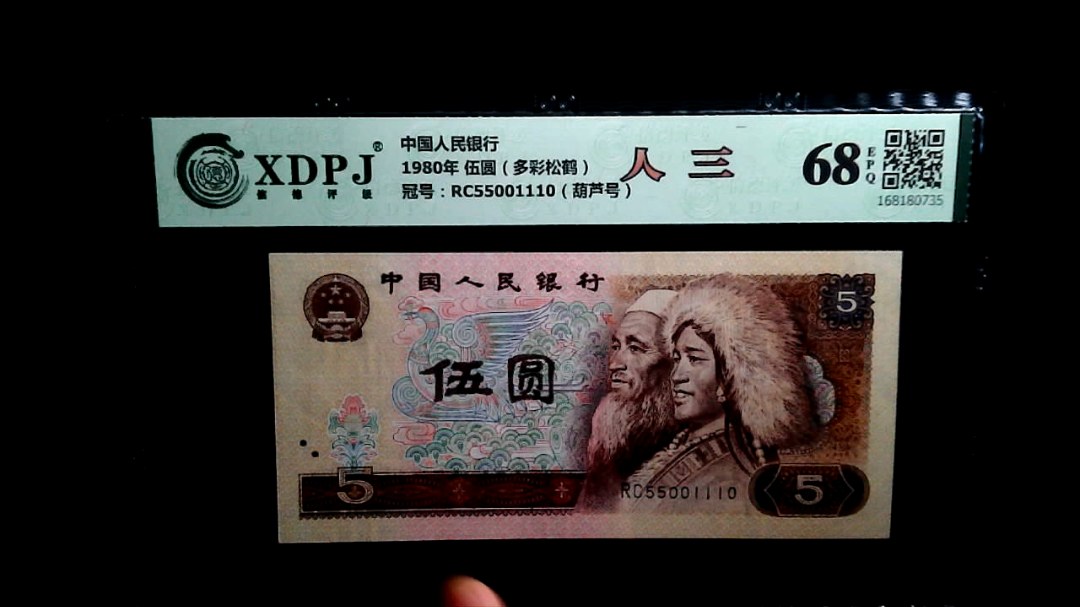 XDPJ®
评级
中国人民银行
1980年 伍圆（多彩松鹤）
冠号：RC55001110（葫芦号）
人三
68
EPQ
168180735
中国人民银行
5
伍圆
5
RC55001110
5